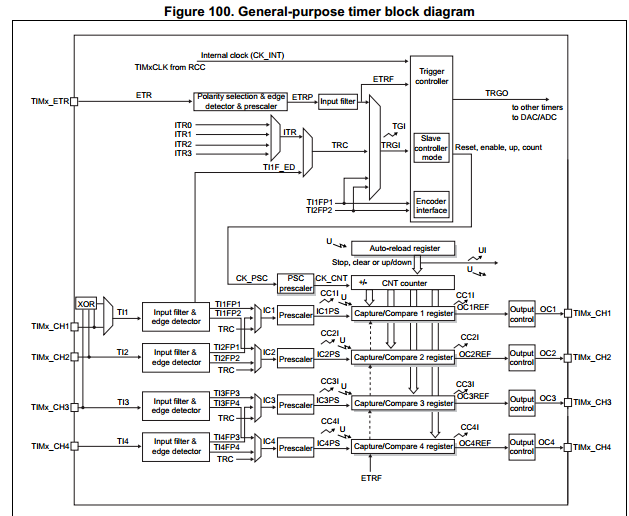 Figure 100. General-purpose timer block diagram
Internal clock (CK_INT)
TIMxCLK from RCC
Trigger
controller
ETRF
TIMx_ETR
ETR
Polarity selection & edge
detector & prescaler
ETRP
Input filter
TRGO
to other timers
to DAC/ADC
ITR0
ITR1
ITR2
ITR3
ITR
TRC
TI1F_ED
TGI
TRGI
Slave
controller
mode
Reset, enable, up, count
TI1FP1
TI2FP2
Encoder
interface
U
Auto-reload register
UI
Stop, clear or up/down
U
CK_PSC
PSC
prescaler
CK_CNT
+/-
CNT counter
XOR
TIMx_CH1
TI1
Input filter &
edge detector
TI1FP1
TI1FP2
TRC
IC1
Prescaler
IC1PS
CC1I
U
Capture/Compare 1 register
CC1I
OC1REF
Output
control
OC1
TIMx_CH1
TIMx_CH2
TI2
Input filter &
edge detector
TI2FP1
TI2FP2
TRC
IC2
Prescaler
IC2PS
CC2I
U
Capture/Compare 2 register
CC2I
OC2REF
Output
control
OC2
TIMx_CH2
TIMx_CH3
TI3
Input filter &
edge detector
TI3FP3
TI3FP4
TRC
IC3
Prescaler
IC3PS
CC3I
U
Capture/Compare 3 register
CC3I
OC3REF
Output
control
OC3
TIMx_CH3
TIMx_CH4
TI4
Input filter &
edge detector
TI4FP3
TI4FP4
TRC
IC4
Prescaler
IC4PS
CC4I
U
Capture/Compare 4 register
CC4I
OC4REF
Output
control
OC4
TIMx_CH4
ETRF